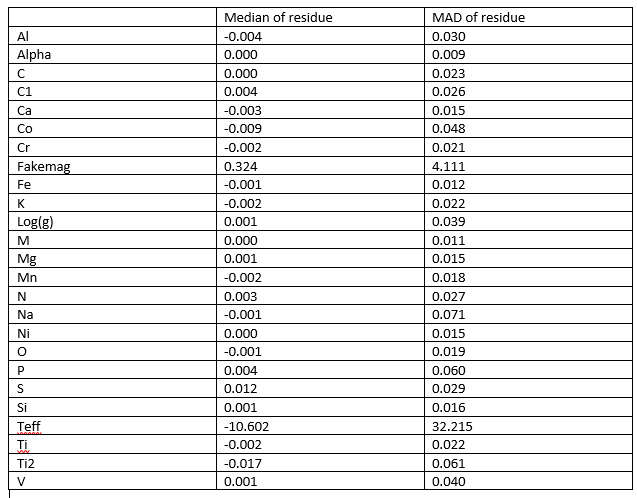 Median of residue MAD of residue
Al -0.004 0.030
Alpha 0.000 0.009
C 0.000 0.023
C1 0.004 0.026
Ca -0.003 0.015
Co -0.009 0.048
Cr -0.002 0.021
Fakemag 0.324 4.111
Fe -0.001 0.012
K -0.002 0.022
Log(g) 0.001 0.039
M 0.000 0.011
Mg 0.001 0.015
Mn -0.002 0.018
N 0.003 0.027
Na -0.001 0.071
Ni 0.000 0.015
O -0.001 0.019
P 0.004 0.060
S 0.012 0.029
Si 0.001 0.016
Teff -10.602 32.215
Ti -0.002 0.022
Ti2 -0.017 0.061
V 0.001 0.040